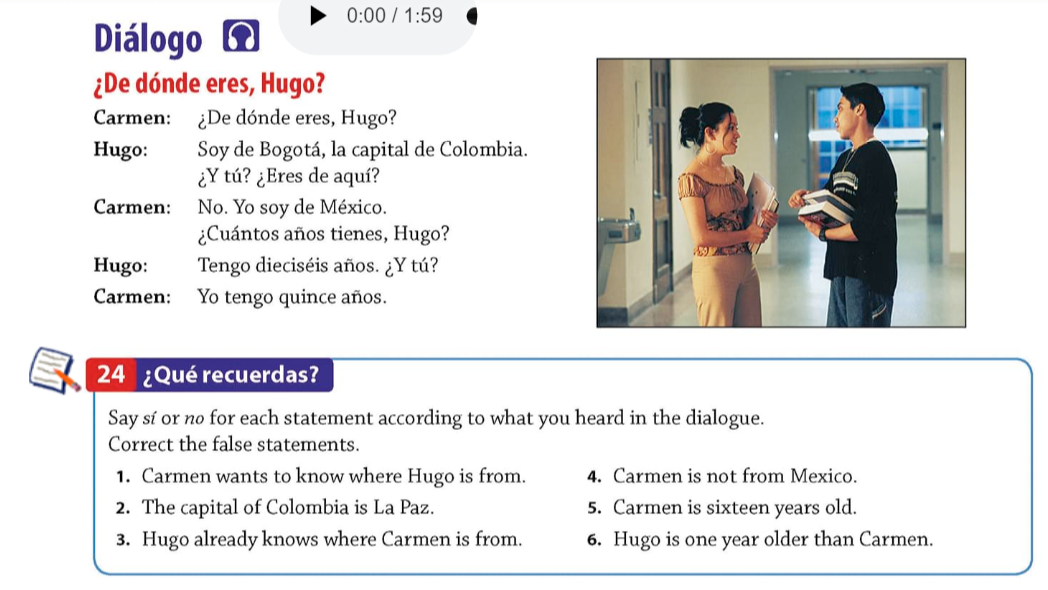 0:00 / 1:59
Diálogo
¿De dónde eres, Hugo?
Carmen: ¿De dónde eres, Hugo?
Hugo: Soy de Bogotá, la capital de Colombia.
¿Y tú? ¿Eres de aquí?
Carmen: No. Yo soy de México.
¿Cuántos años tienes, Hugo?
Hugo: Tengo dieciséis años. ¿Y tú?
Carmen: Yo tengo quince años.
24 ¿Qué recuerdas?
Say sí or no for each statement according to what you heard in the dialogue.
Correct the false statements.
1. Carmen wants to know where Hugo is from.
2. The capital of Colombia is La Paz.
3. Hugo already knows where Carmen is from.
4. Carmen is not from Mexico.
5. Carmen is sixteen years old.
6. Hugo is one year older than Carmen.